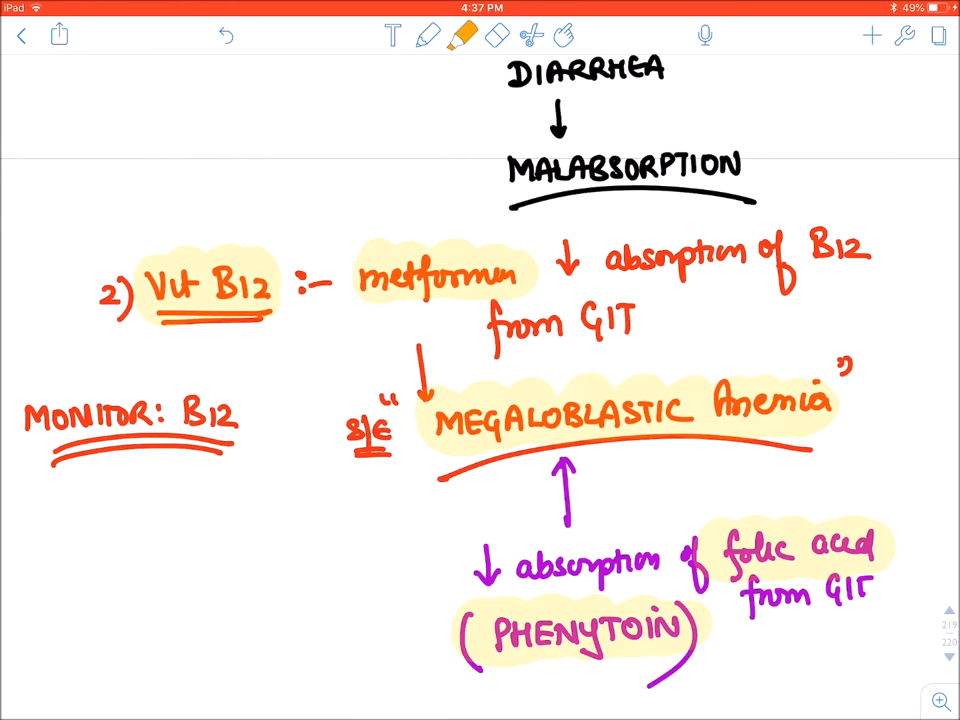 iPad 4:37 PM 49%
T
DIARRHEA
↓
MALABSORPTION
2) Vit B12 :- metformin ↓ absorption of B12
from GIT
↓
MONITOR: B12 S/E "MEGALOBLASTIC Anemia"
↑
↓ absorption of folic acid
from GIT
(PHENYTOIN)
219
220